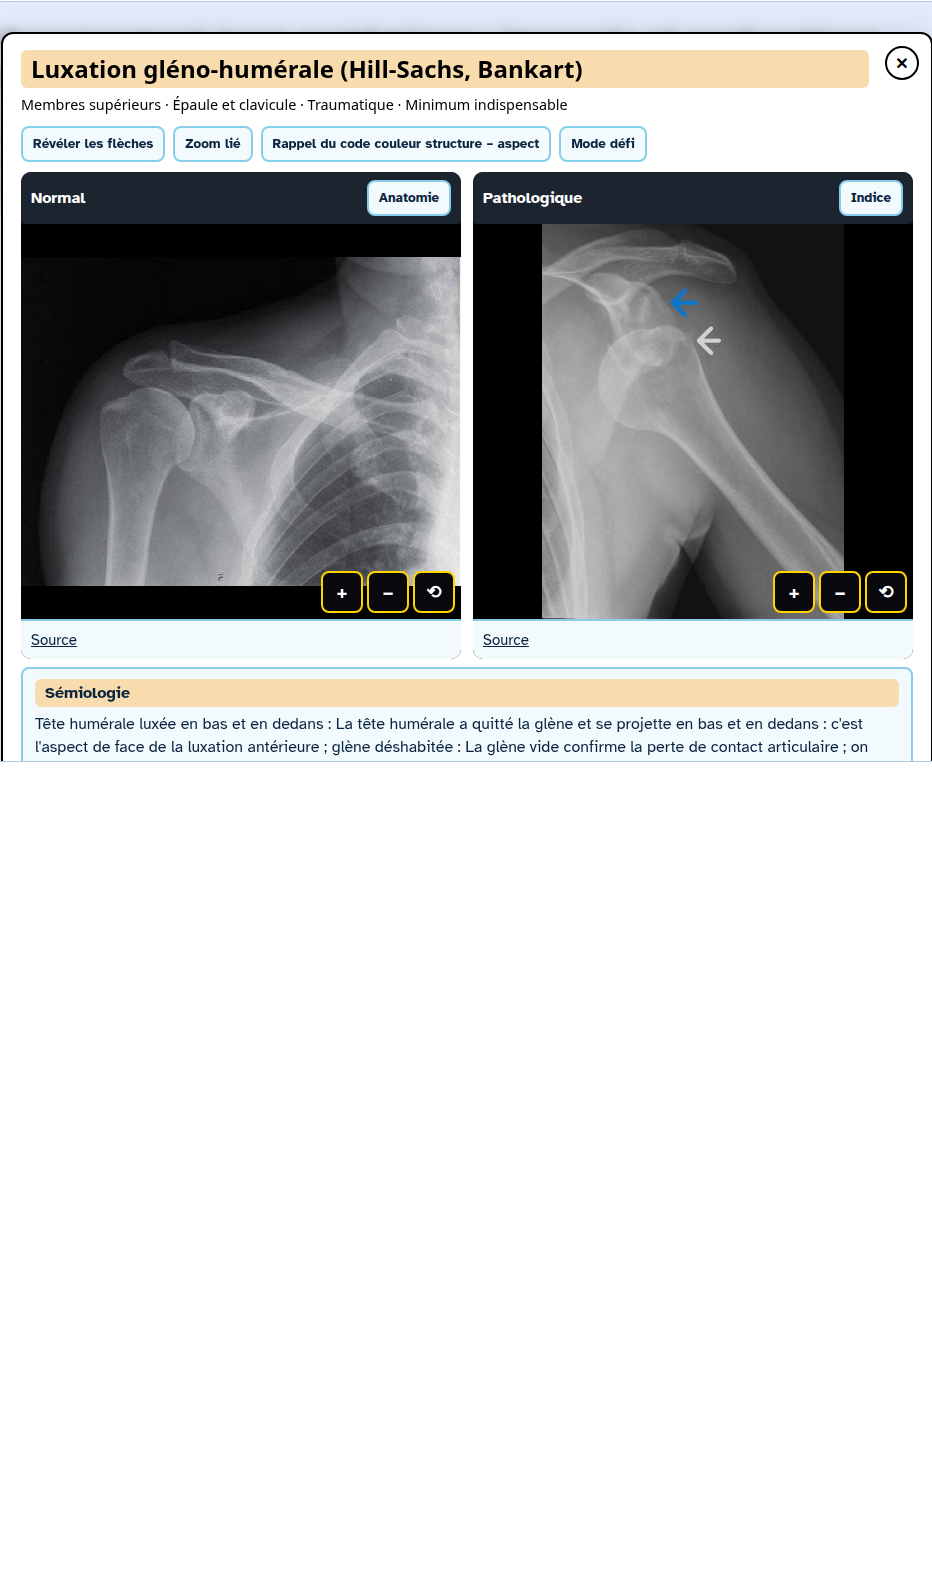 Luxation gléno-humérale (Hill-Sachs, Bankart)
×
Membres supérieurs · Épaule et clavicule · Traumatique · Minimum indispensable
Révéler les flèches
Zoom lié
Rappel du code couleur structure – aspect
Mode défi
Normal
Anatomie
Pathologique
Indice
F
+
−
⟲
+
−
⟲
Source
Source
Sémiologie
Tête humérale luxée en bas et en dedans : La tête humérale a quitté la glène et se projette en bas et en dedans : c'est
l'aspect de face de la luxation antérieure ; glène déshabitée : La glène vide confirme la perte de contact articulaire ; on